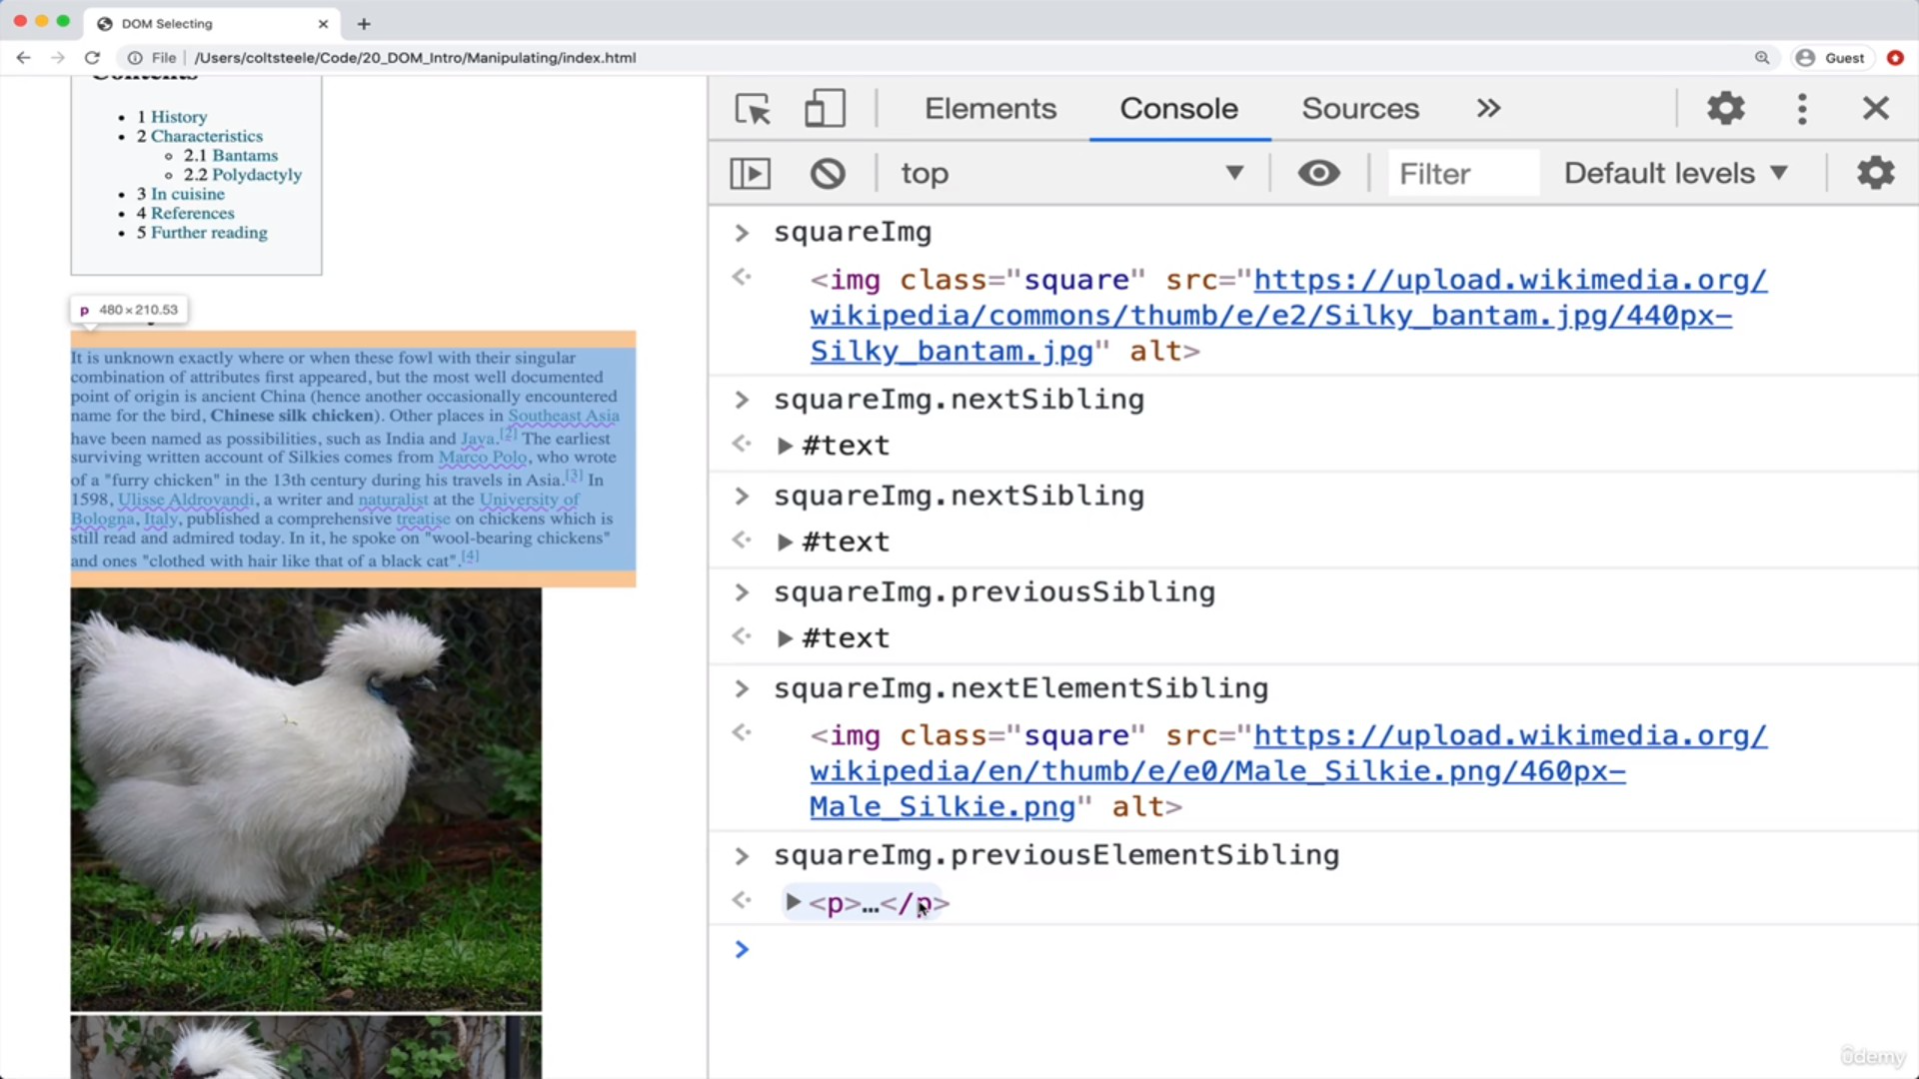 DOM Selecting
File
/Users/coltsteele/Code/20_DOM_Intro/Manipulating/index.html
Guest
Contents
1 History
2 Characteristics
2.1 Bantams
2.2 Polydactyly
3 In cuisine
4 References
5 Further reading
p 480×210.53
It is unknown exactly where or when these fowl with their singular
combination of attributes first appeared, but the most well documented
point of origin is ancient China (hence another occasionally encountered
name for the bird, Chinese silk chicken). Other places in Southeast Asia
have been named as possibilities, such as India and Java.[2] The earliest
surviving written account of Silkies comes from Marco Polo, who wrote
of a "furry chicken" in the 13th century during his travels in Asia.[3] In
1598, Ulisse Aldrovandi, a writer and naturalist at the University of
Bologna, Italy, published a comprehensive treatise on chickens which is
still read and admired today. In it, he spoke on "wool-bearing chickens"
and ones "clothed with hair like that of a black cat".[4]
Elements Console Sources »
top Filter Default levels
> squareImg
<img class="square" src="https://upload.wikimedia.org/
wikipedia/commons/thumb/e/e2/Silky_bantam.jpg/440px-
Silky_bantam.jpg" alt>
> squareImg.nextSibling
#text
> squareImg.nextSibling
#text
> squareImg.previousSibling
#text
> squareImg.nextElementSibling
<img class="square" src="https://upload.wikimedia.org/
wikipedia/en/thumb/e/e0/Male_Silkie.png/460px-
Male_Silkie.png" alt>
> squareImg.previousElementSibling
<p>…</p>
>
ûdemy